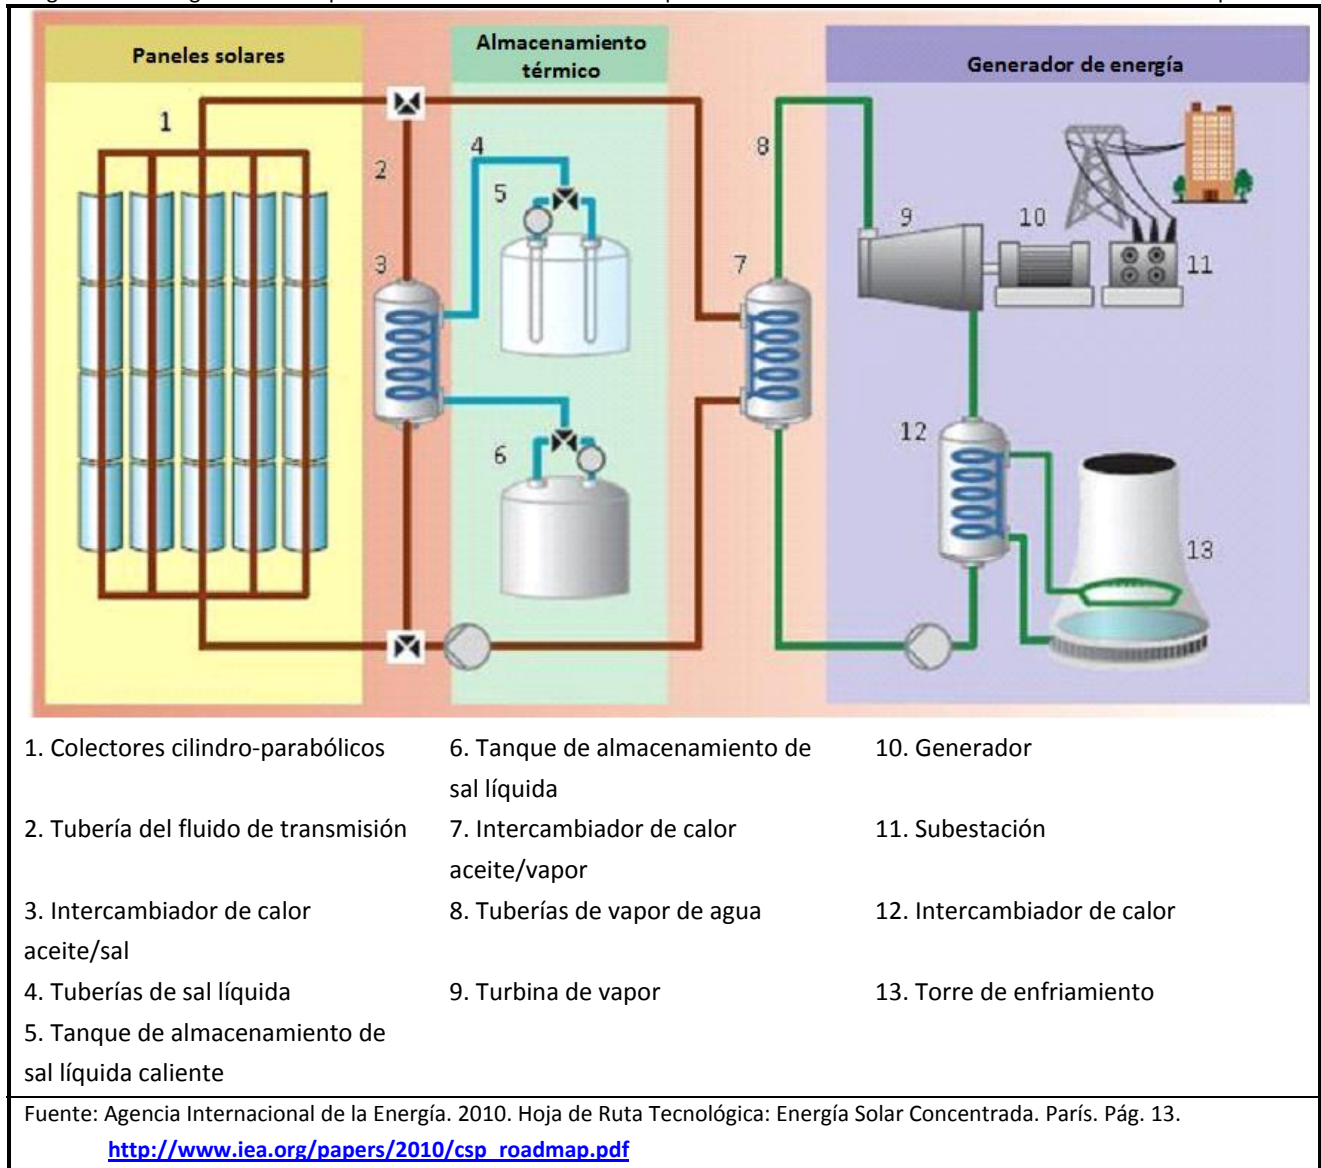 Paneles solares
Almacenamiento
térmico
Generador de energía
1
2
3
4
5
6
7
8
9
10
11
12
13
1. Colectores cilindro-parabólicos
6. Tanque de almacenamiento de
sal líquida
10. Generador
2. Tubería del fluido de transmisión
7. Intercambiador de calor
aceite/vapor
11. Subestación
3. Intercambiador de calor
aceite/sal
8. Tuberías de vapor de agua
12. Intercambiador de calor
4. Tuberías de sal líquida
9. Turbina de vapor
13. Torre de enfriamiento
5. Tanque de almacenamiento de
sal líquida caliente
Fuente: Agencia Internacional de la Energía. 2010. Hoja de Ruta Tecnológica: Energía Solar Concentrada. París. Pág. 13.
http://www.iea.org/papers/2010/csp_roadmap.pdf